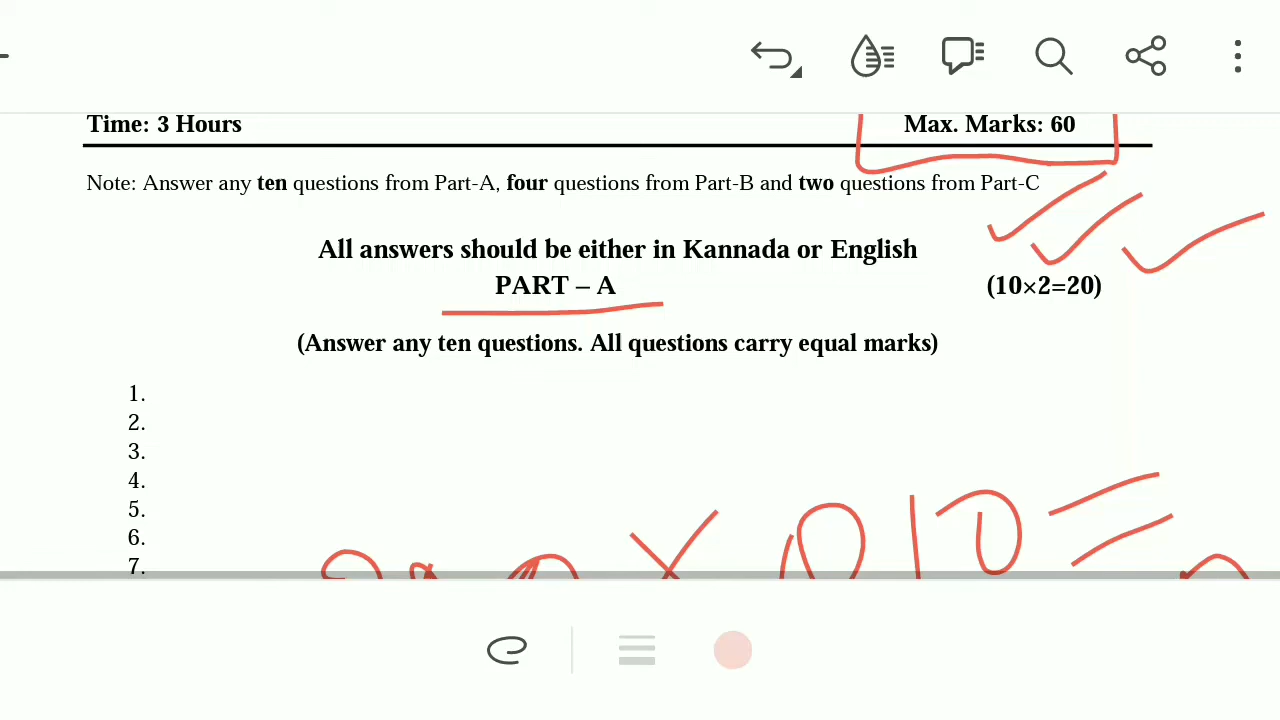 Time: 3 Hours Max. Marks: 60
Note: Answer any ten questions from Part-A, four questions from Part-B and two questions from Part-C
All answers should be either in Kannada or English
PART – A (10×2=20)
(Answer any ten questions. All questions carry equal marks)
1.
2.
3.
4.
5.
6.
7.